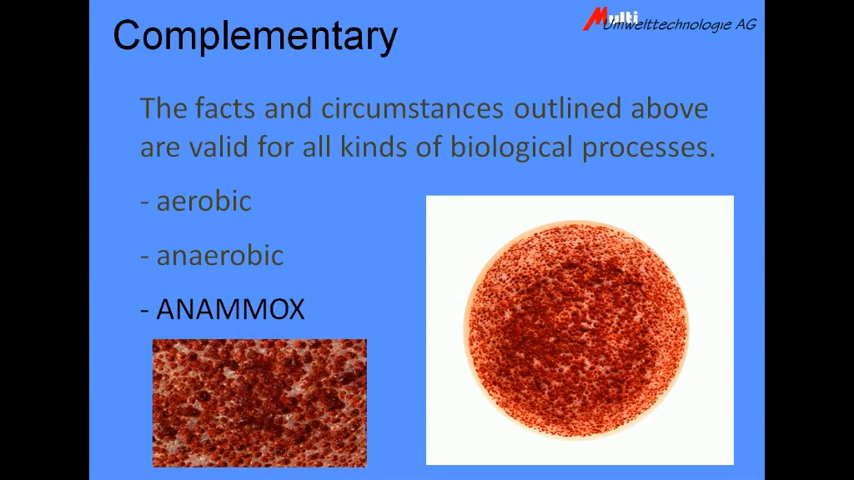 Complementary
Multi
Umwelttechnologie AG
The facts and circumstances outlined above
are valid for all kinds of biological processes.
- aerobic
- anaerobic
- ANAMMOX